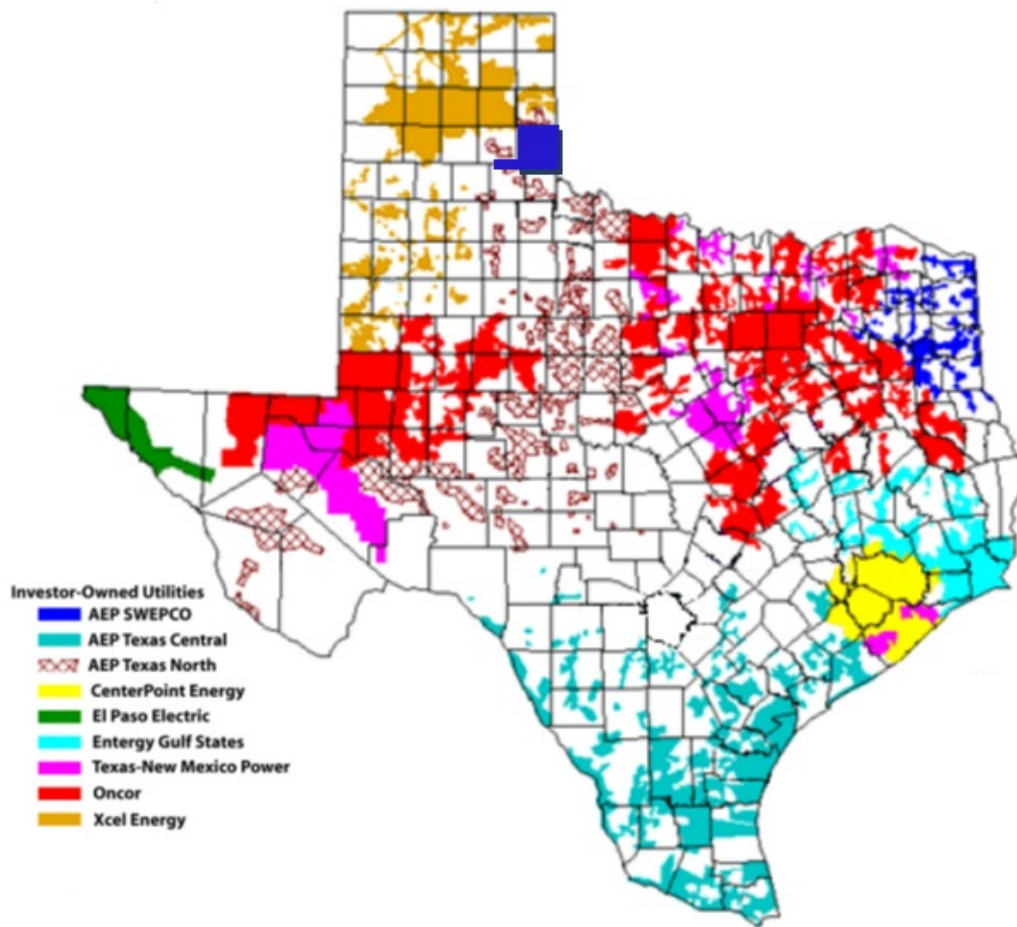 Investor-Owned Utilities
AEP SWEPCO
AEP Texas Central
AEP Texas North
CenterPoint Energy
El Paso Electric
Entergy Gulf States
Texas-New Mexico Power
Oncor
Xcel Energy